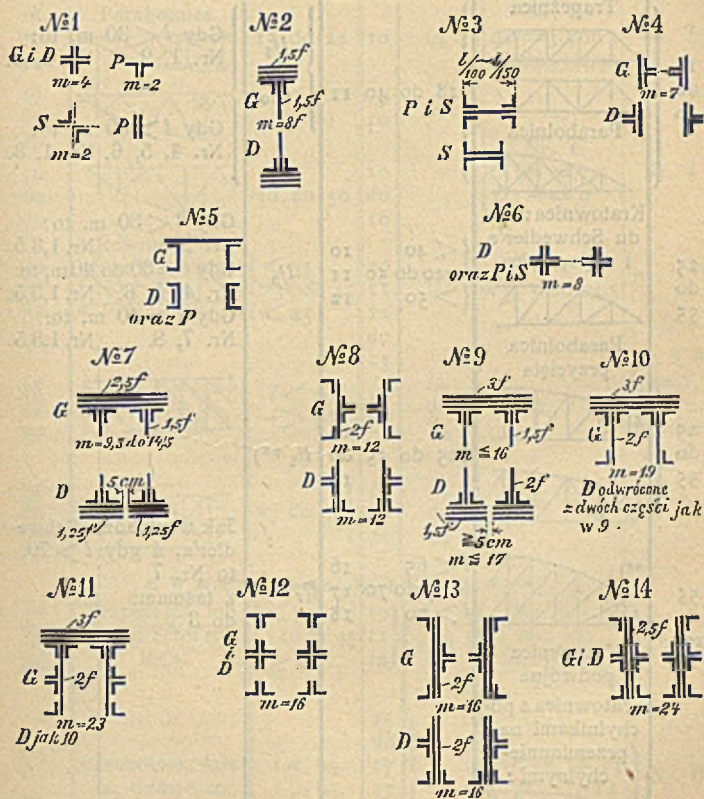 №1
G i D
m=4
P
m=2
S
m=2
P
№2
1,5f
G
1,5f
m=8f
D
№3
l/100 - l/150
P i S
S
№4
G
m=7
D
№5
G
D
oraz P
№6
D
oraz P i S
m=8
№7
2,5f
G
1,5f
m=9,3 do 14,5
D
5cm
1,25f
1,25f
№8
G
2f
m=12
D
m=12
№9
3f
G
1,5f
m ≦ 16
D
2f
1,5f
≧ 5cm
m ≦ 17
№10
3f
G
2f
m=19
D odwrócone
z dwóch części jak
w 9.
№11
3f
G
2f
m=23
D jak 10
№12
G
i
D
m=16
№13
G
2f
m=16
D
2f
m=16
№14
2,5f
G i D
m=24